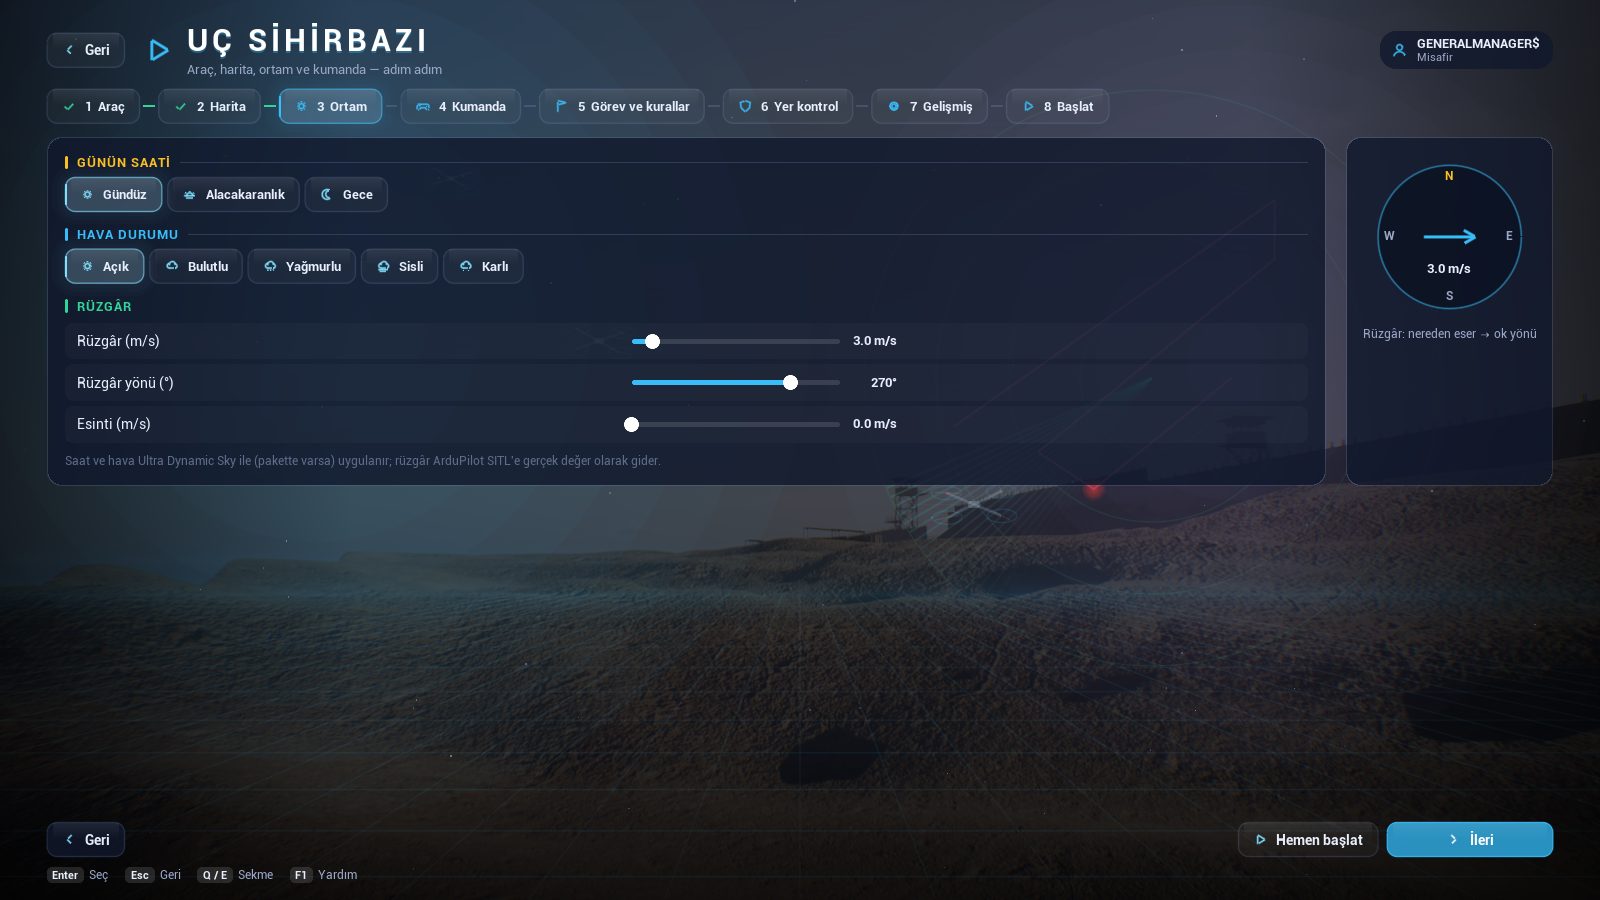 Geri
UÇ SİHİRBAZI
Araç, harita, ortam ve kumanda — adım adım
GENERALMANAGER$
Misafir
1 Araç
2 Harita
3 Ortam
4 Kumanda
5 Görev ve kurallar
6 Yer kontrol
7 Gelişmiş
8 Başlat
GÜNÜN SAATİ
Gündüz
Alacakaranlık
Gece
HAVA DURUMU
Açık
Bulutlu
Yağmurlu
Sisli
Karlı
RÜZGÂR
Rüzgâr (m/s)
3.0 m/s
Rüzgâr yönü (°)
270°
Esinti (m/s)
0.0 m/s
Saat ve hava Ultra Dynamic Sky ile (pakette varsa) uygulanır; rüzgâr ArduPilot SITL'e gerçek değer olarak gider.
N
W
E
3.0 m/s
S
Rüzgâr: nereden eser → ok yönü
Geri
Hemen başlat
İleri
Enter Seç
Esc Geri
Q / E Sekme
F1 Yardım